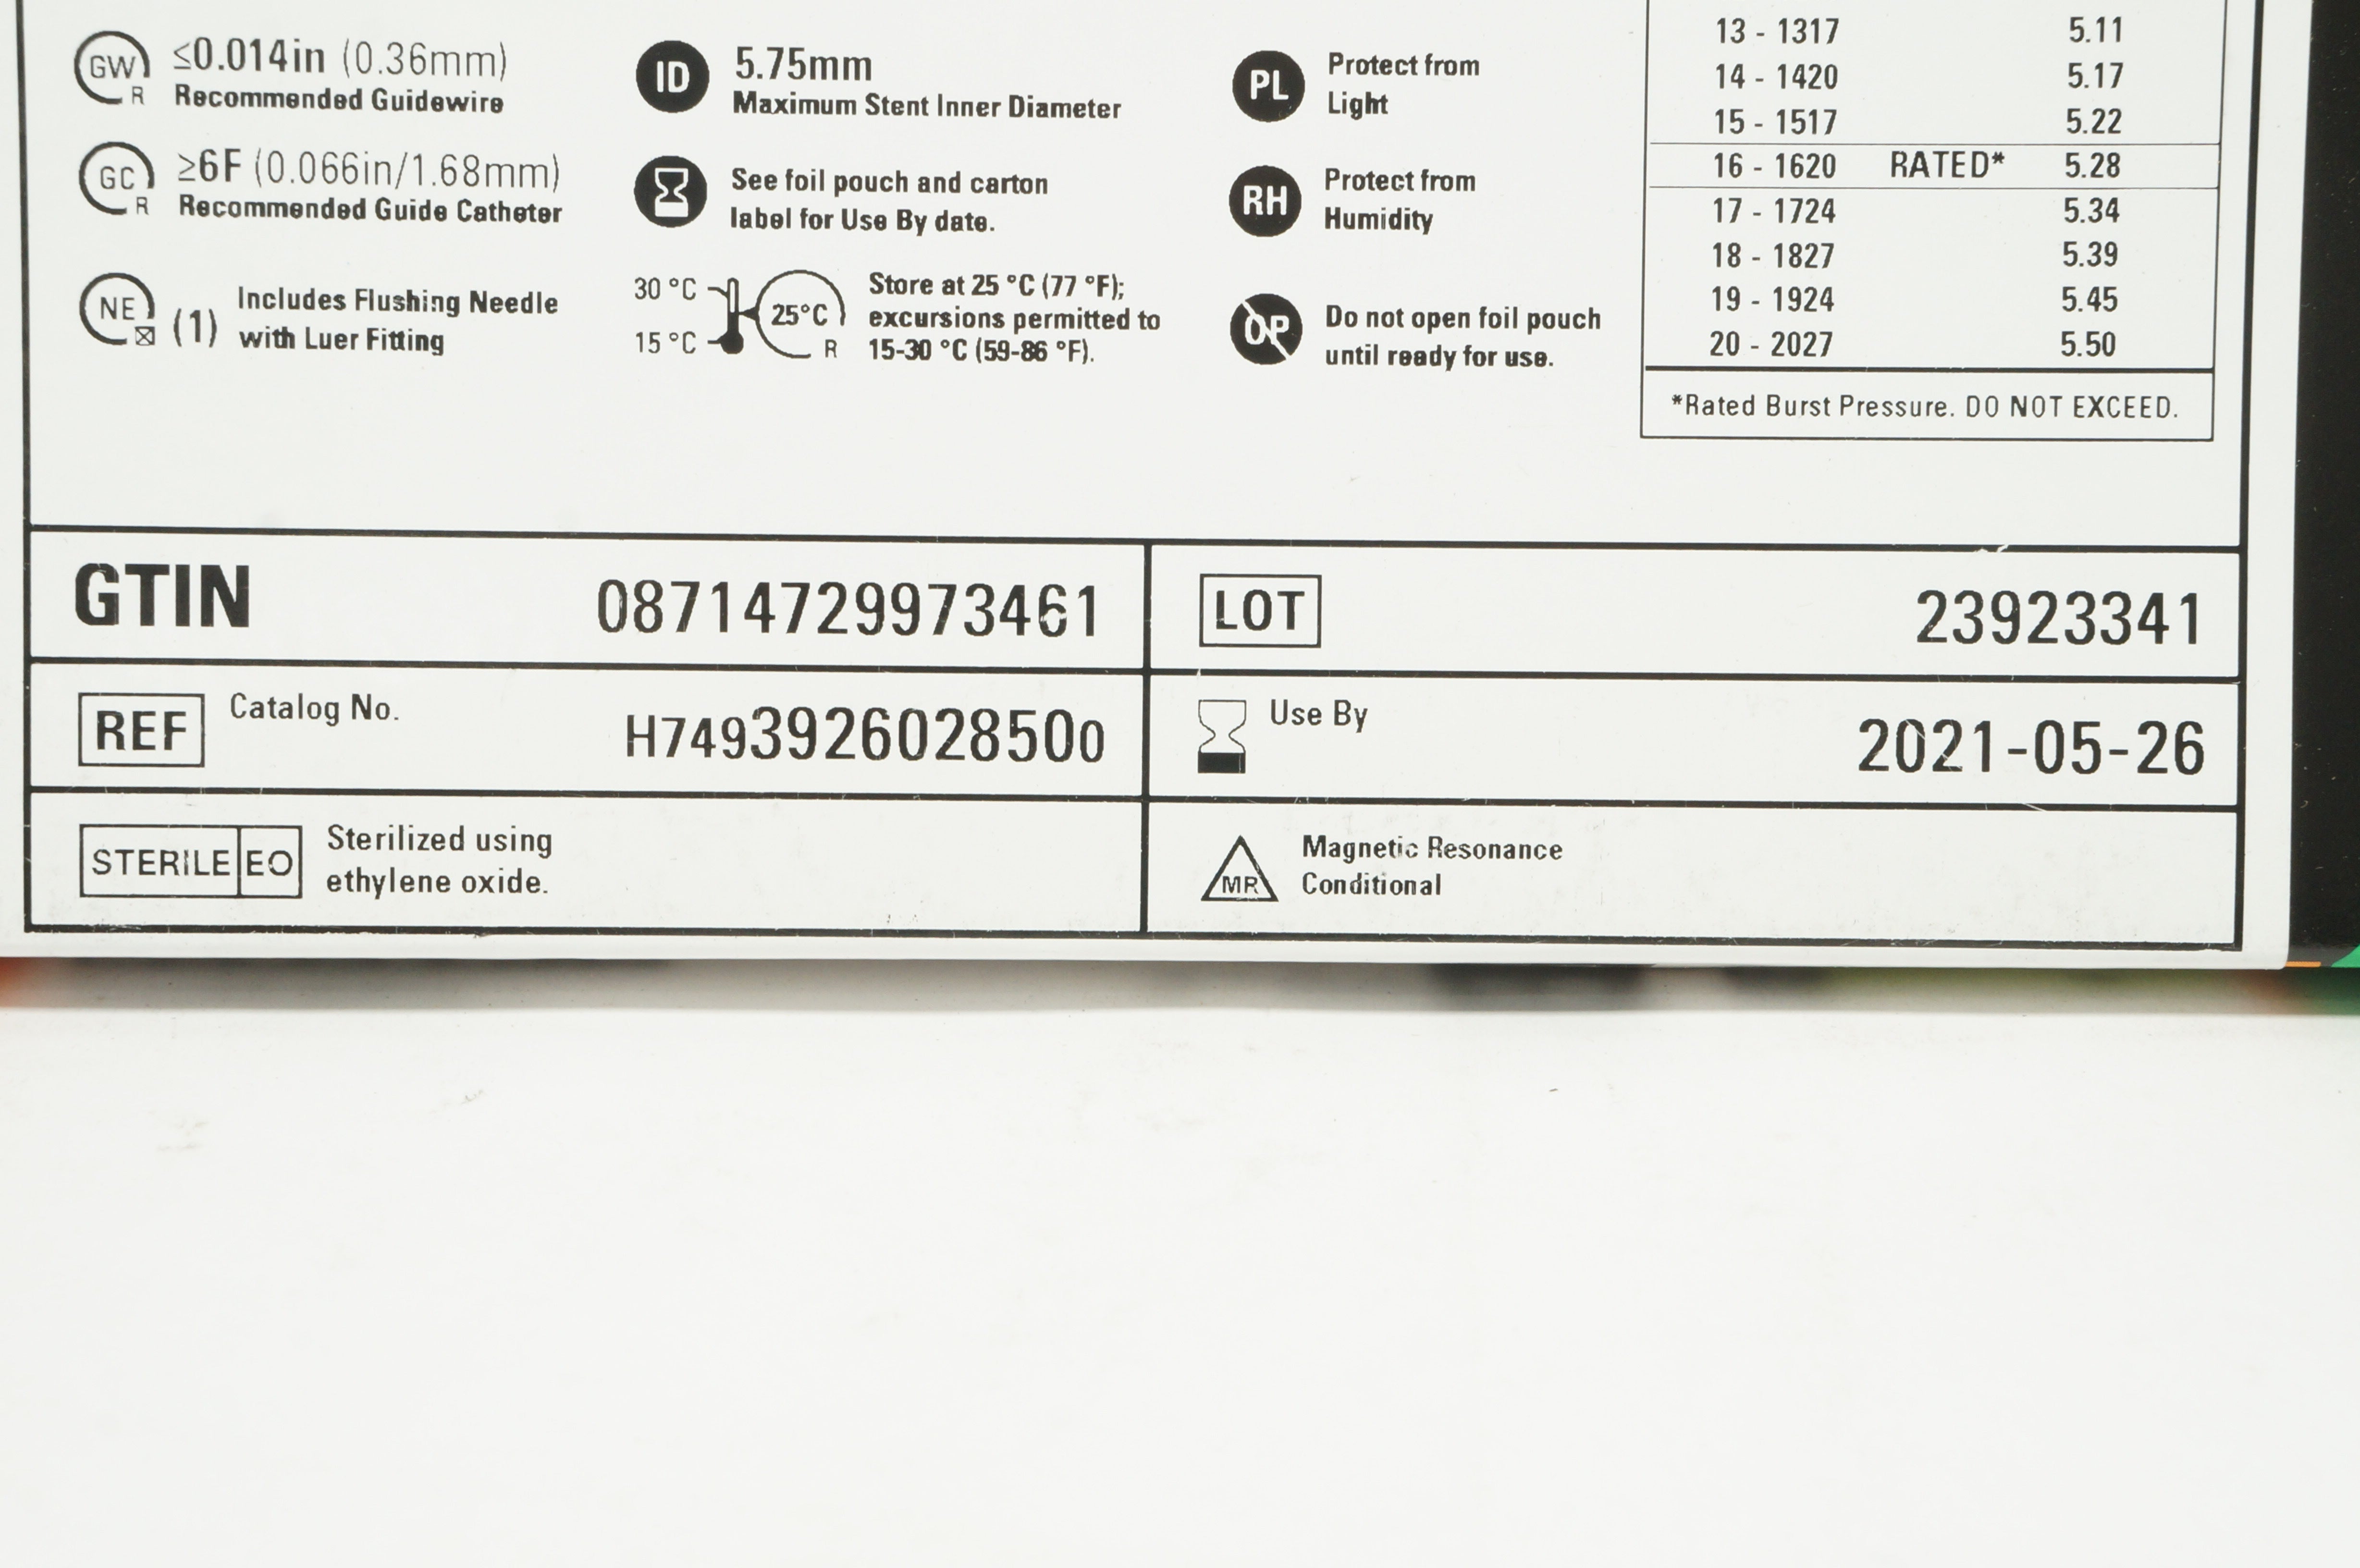 GW R ≤0.014in (0.36mm)
Recommended Guidewire
GC R ≥6F (0.066in/1.68mm)
Recommended Guide Catheter
NE (1) Includes Flushing Needle
with Luer Fitting
ID 5.75mm
Maximum Stent Inner Diameter
See foil pouch and carton
label for Use By date.
30 °C
15 °C
25°C R
Store at 25 °C (77 °F);
excursions permitted to
15-30 °C (59-86 °F).
PL Protect from
Light
RH Protect from
Humidity
OP Do not open foil pouch
until ready for use.
13 - 1317 5.11
14 - 1420 5.17
15 - 1517 5.22
16 - 1620 RATED* 5.28
17 - 1724 5.34
18 - 1827 5.39
19 - 1924 5.45
20 - 2027 5.50
*Rated Burst Pressure. DO NOT EXCEED.
GTIN 08714729973461
LOT 23923341
REF Catalog No. H7493926028500
Use By 2021-05-26
STERILE EO Sterilized using
ethylene oxide.
MR Magnetic Resonance
Conditional